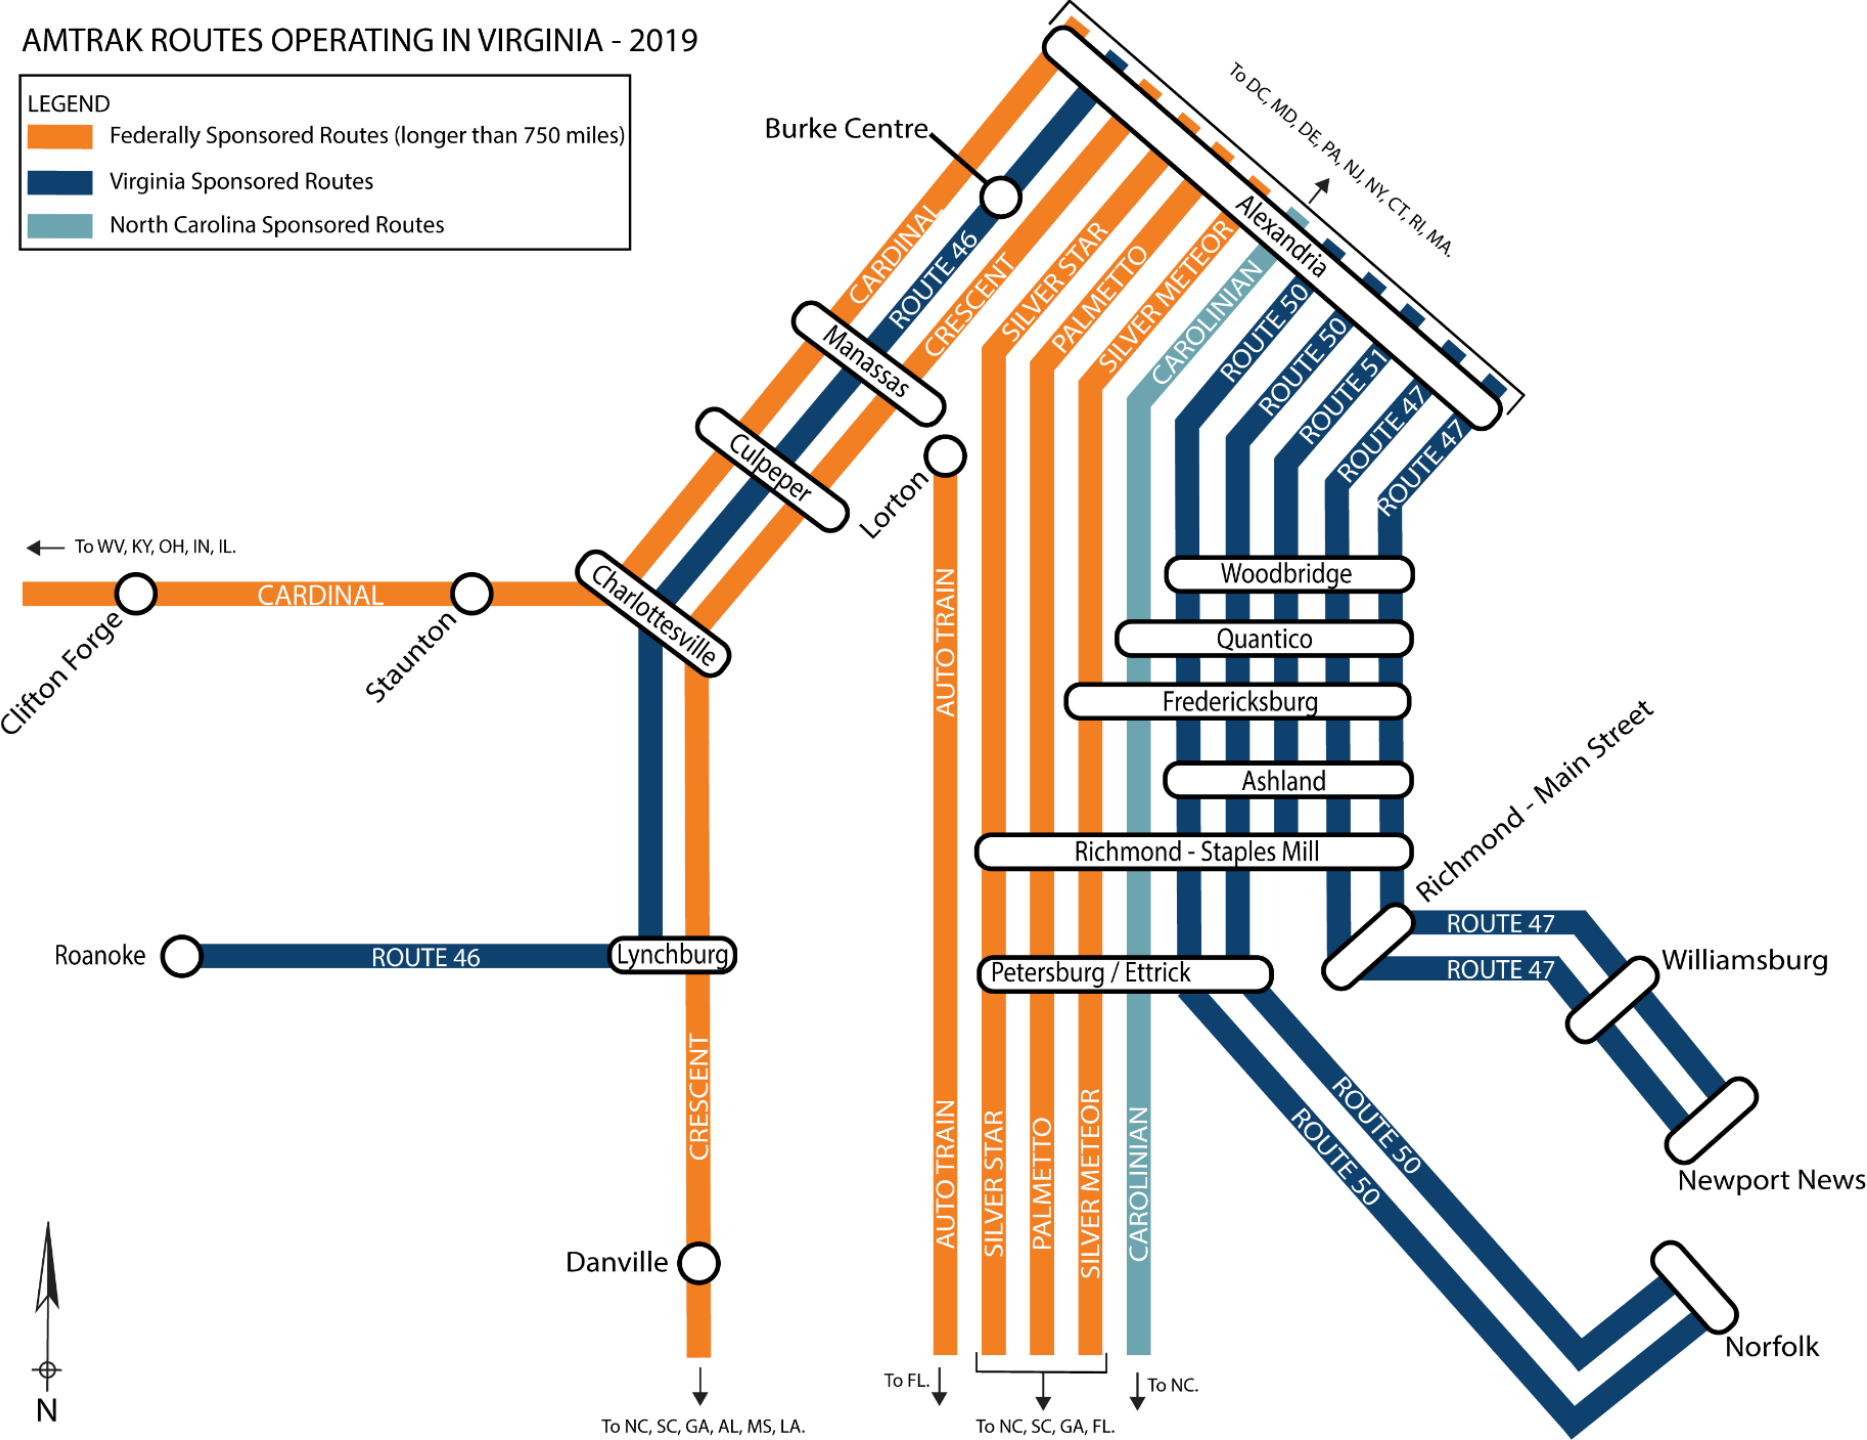 AMTRAK ROUTES OPERATING IN VIRGINIA - 2019
LEGEND
Federally Sponsored Routes (longer than 750 miles)
Virginia Sponsored Routes
North Carolina Sponsored Routes
Burke Centre
To DC, MD, DE, PA, NJ, NY, CT, RI, MA.
Alexandria
CARDINAL
ROUTE 46
CRESCENT
SILVER STAR
PALMETTO
SILVER METEOR
CAROLINIAN
ROUTE 50
ROUTE 50
ROUTE 51
ROUTE 47
ROUTE 47
Manassas
Culpeper
Lorton
To WV, KY, OH, IN, IL.
CARDINAL
Clifton Forge
Staunton
Charlottesville
AUTO TRAIN
Woodbridge
Quantico
Fredericksburg
Ashland
Richmond - Staples Mill
Richmond - Main Street
ROUTE 47
ROUTE 47
Williamsburg
Newport News
Roanoke
ROUTE 46
Lynchburg
Petersburg / Ettrick
CRESCENT
AUTO TRAIN
SILVER STAR
PALMETTO
SILVER METEOR
CAROLINIAN
ROUTE 50
ROUTE 50
Danville
Norfolk
To FL.
To NC.
To NC, SC, GA, AL, MS, LA.
To NC, SC, GA, FL.
N